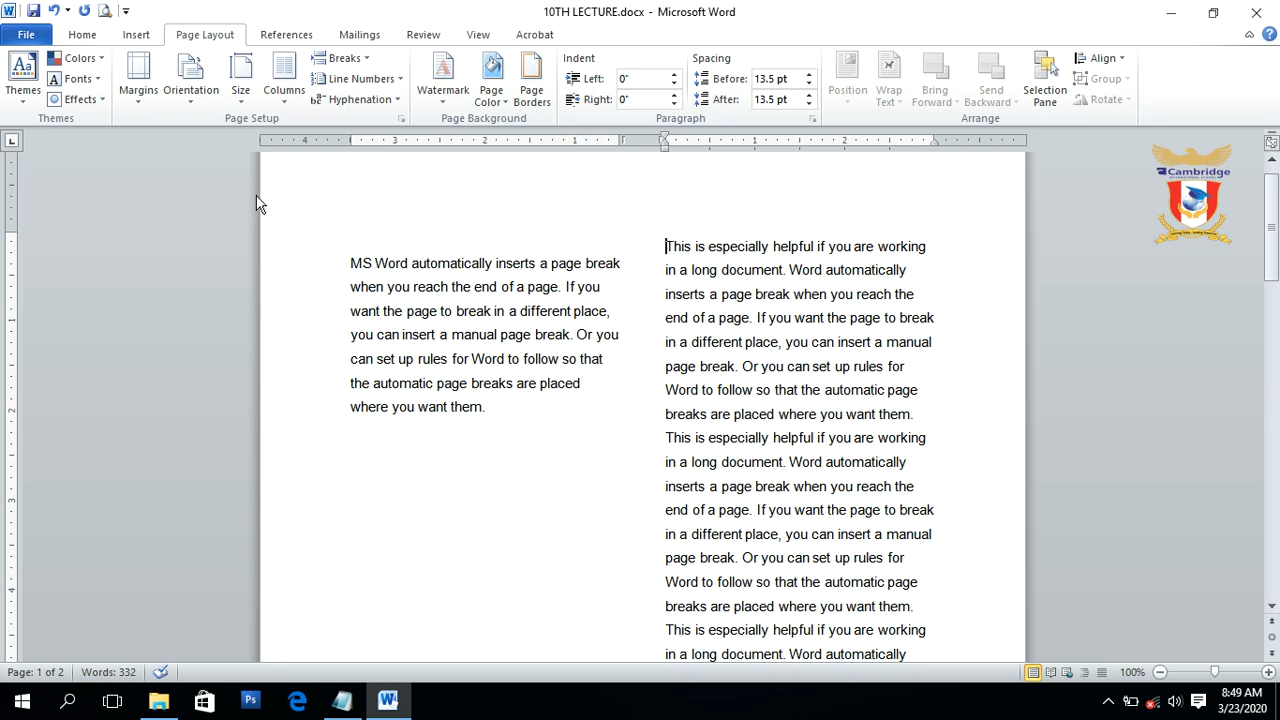 10TH LECTURE.docx - Microsoft Word
File Home Insert Page Layout References Mailings Review View Acrobat
Themes
Colors
Fonts
Effects
Themes
Margins
Orientation
Size
Columns
Breaks
Line Numbers
Hyphenation
Page Setup
Watermark
Page Color
Page Borders
Page Background
Indent
Left: 0"
Right: 0"
Spacing
Before: 13.5 pt
After: 13.5 pt
Paragraph
Position
Wrap Text
Bring Forward
Send Backward
Selection Pane
Align
Group
Rotate
Arrange
4 3 2 1 1 2
Cambridge
MS Word automatically inserts a page break
when you reach the end of a page. If you
want the page to break in a different place,
you can insert a manual page break. Or you
can set up rules for Word to follow so that
the automatic page breaks are placed
where you want them.
This is especially helpful if you are working
in a long document. Word automatically
inserts a page break when you reach the
end of a page. If you want the page to break
in a different place, you can insert a manual
page break. Or you can set up rules for
Word to follow so that the automatic page
breaks are placed where you want them.
This is especially helpful if you are working
in a long document. Word automatically
inserts a page break when you reach the
end of a page. If you want the page to break
in a different place, you can insert a manual
page break. Or you can set up rules for
Word to follow so that the automatic page
breaks are placed where you want them.
This is especially helpful if you are working
in a long document. Word automatically
1
2
3
4
Page: 1 of 2 Words: 332 100%
Ps
8:49 AM
3/23/2020